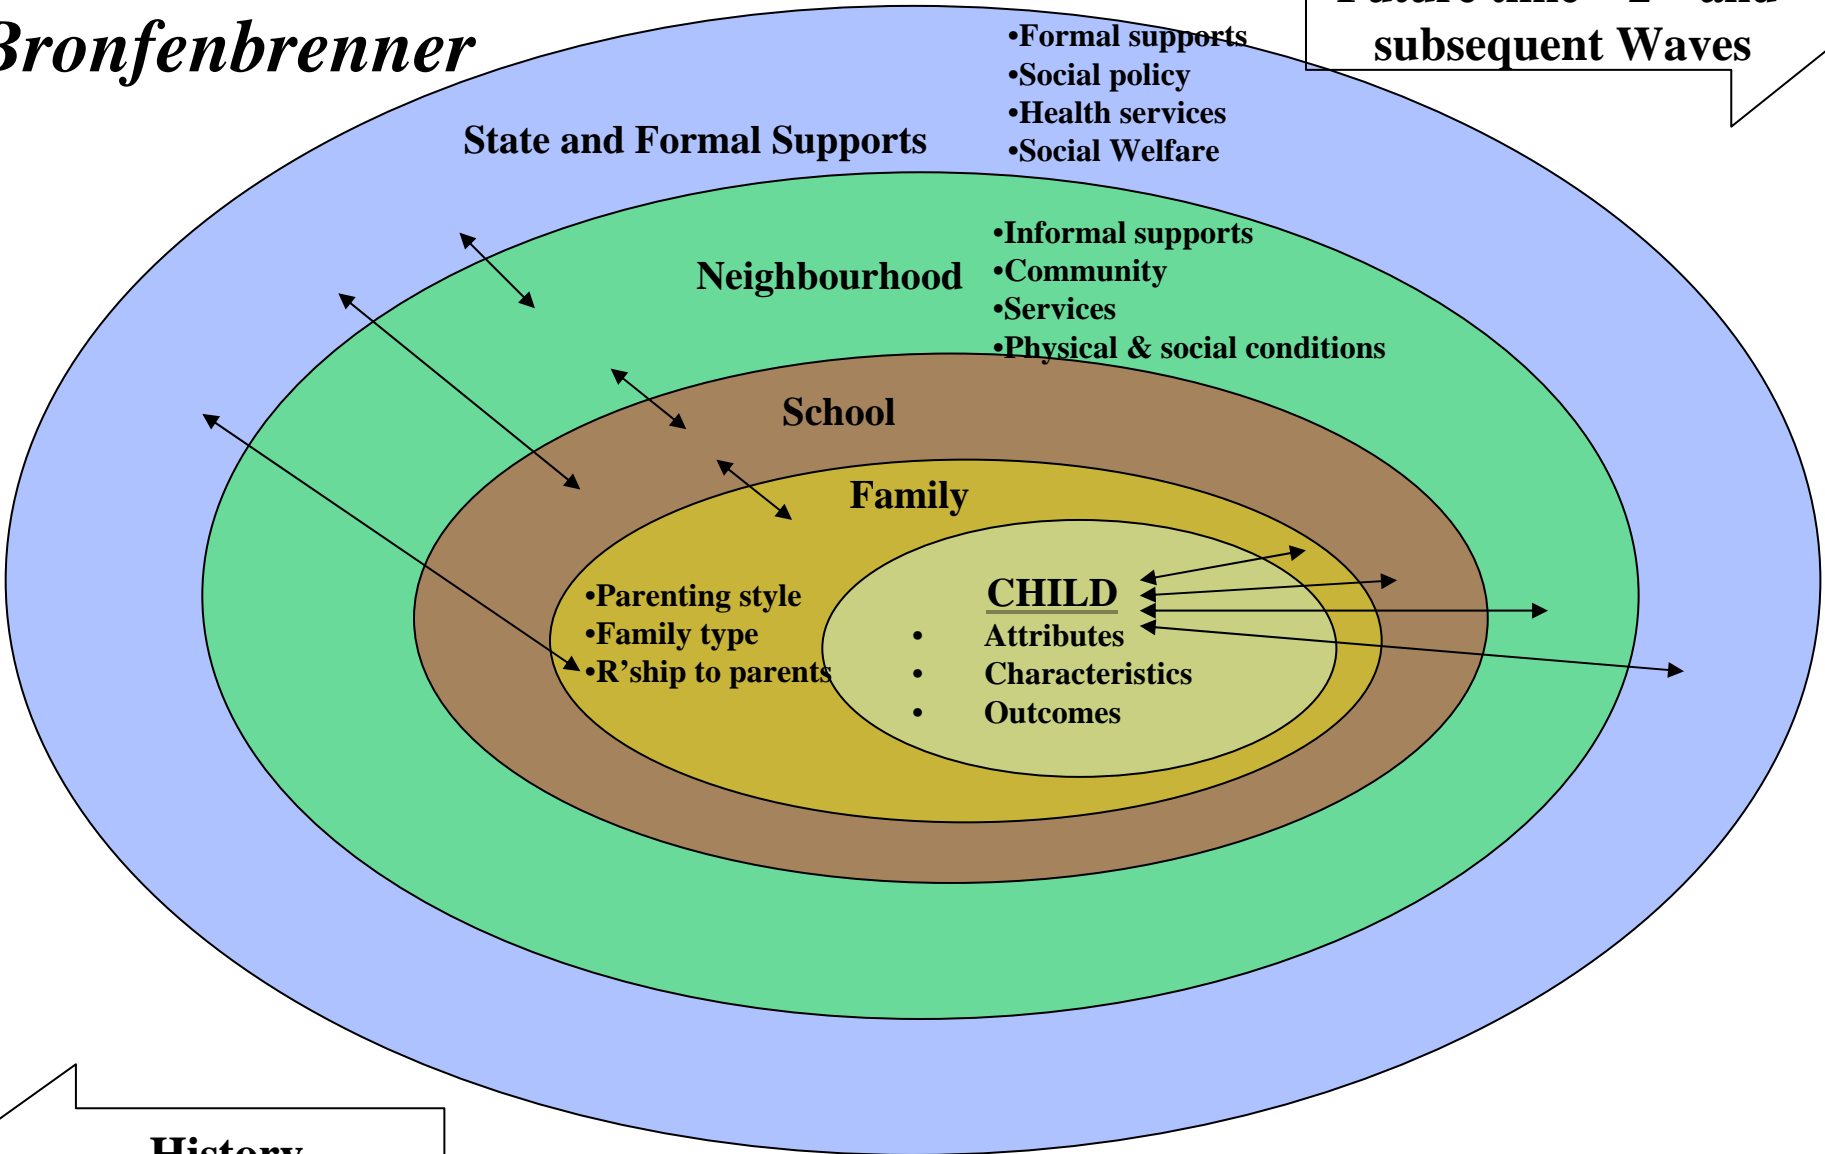 Bronfenbrenner
subsequent Waves
•Formal supports
•Social policy
•Health services
•Social Welfare
State and Formal Supports
•Informal supports
•Community
•Services
•Physical & social conditions
Neighbourhood
School
Family
•Parenting style
•Family type
•R'ship to parents
CHILD
• Attributes
• Characteristics
• Outcomes
History